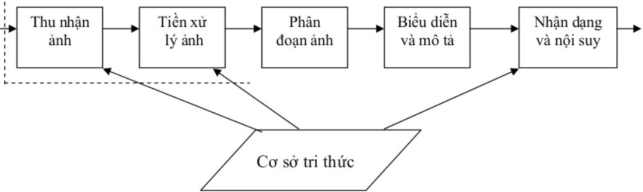 Thu nhận
ảnh
Tiền xử
lý ảnh
Phân
đoạn ảnh
Biểu diễn
và mô tả
Nhận dạng
và nội suy
Cơ sở tri thức